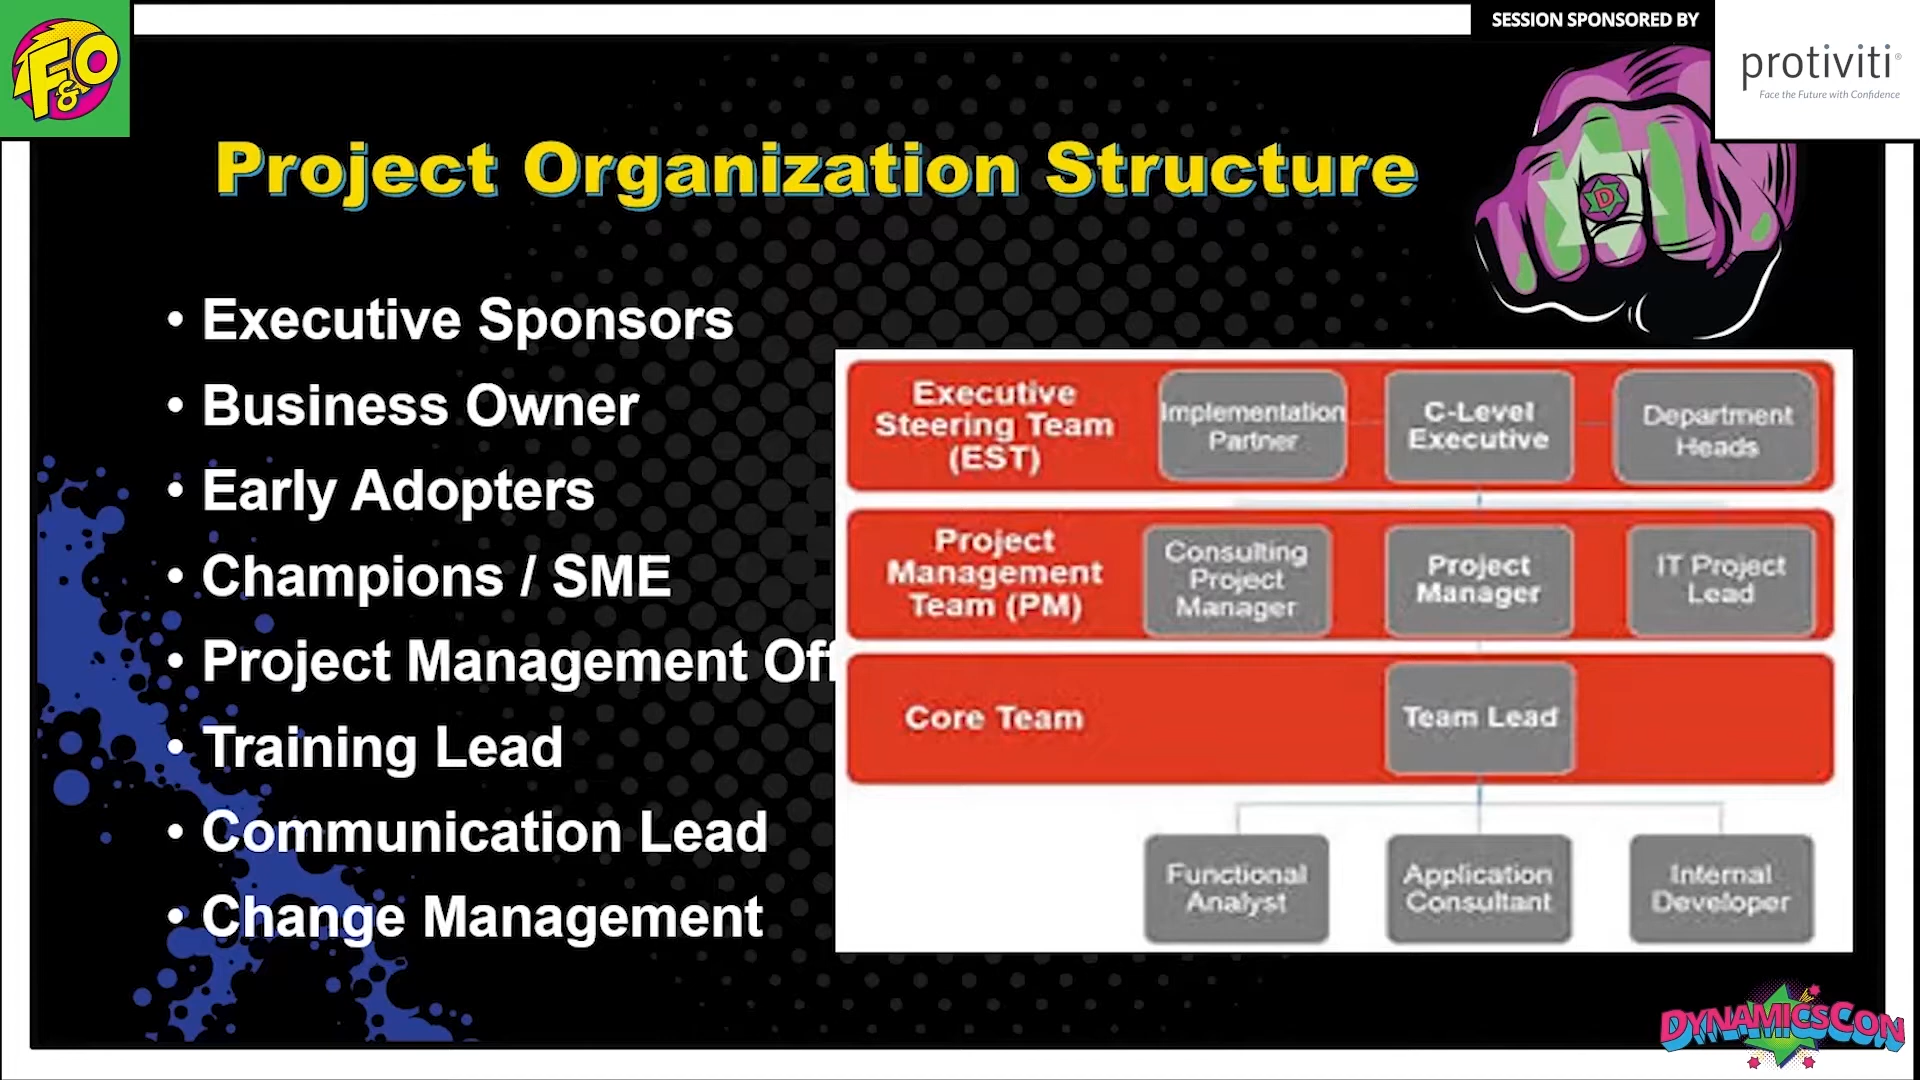 F&O
SESSION SPONSORED BY
protiviti®
Face the Future with Confidence
Project Organization Structure
D
• Executive Sponsors
• Business Owner
• Early Adopters
• Champions / SME
• Project Management Off
• Training Lead
• Communication Lead
• Change Management
Executive
Steering Team
(EST)
Implementation
Partner
C-Level
Executive
Department
Heads
Project
Management
Team (PM)
Consulting
Project
Manager
Project
Manager
IT Project
Lead
Core Team
Team Lead
Functional
Analyst
Application
Consultant
Internal
Developer
DYNAMICSCON